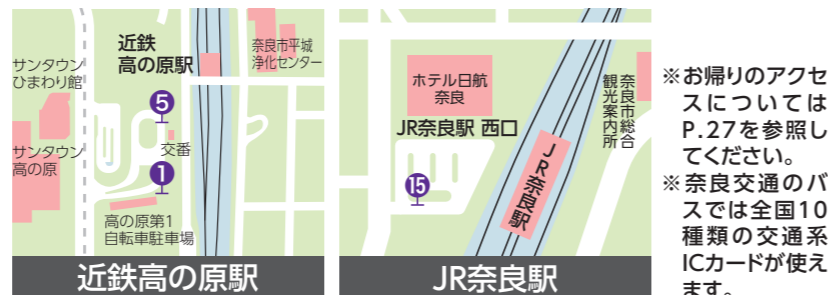 近鉄
高の原駅
奈良市平城
浄化センター
サンタウン
ひまわり館
5
サンタウン
高の原
交番
1
高の原第1
自転車駐車場
近鉄高の原駅
ホテル日航
奈良
奈良市総合
観光案内所
JR奈良駅 西口
JR奈良駅
15
JR奈良駅
※お帰りのアクセ
スについては
P.27を参照し
てください。
※奈良交通のバ
スでは全国10
種類の交通系
ICカードが使え
ます。